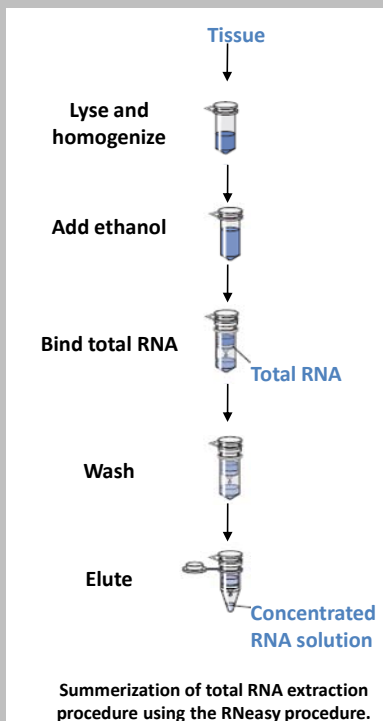 Tissue
Lyse and
homogenize
Add ethanol
Bind total RNA
Total RNA
Wash
Elute
Concentrated
RNA solution
Summerization of total RNA extraction
procedure using the RNeasy procedure.